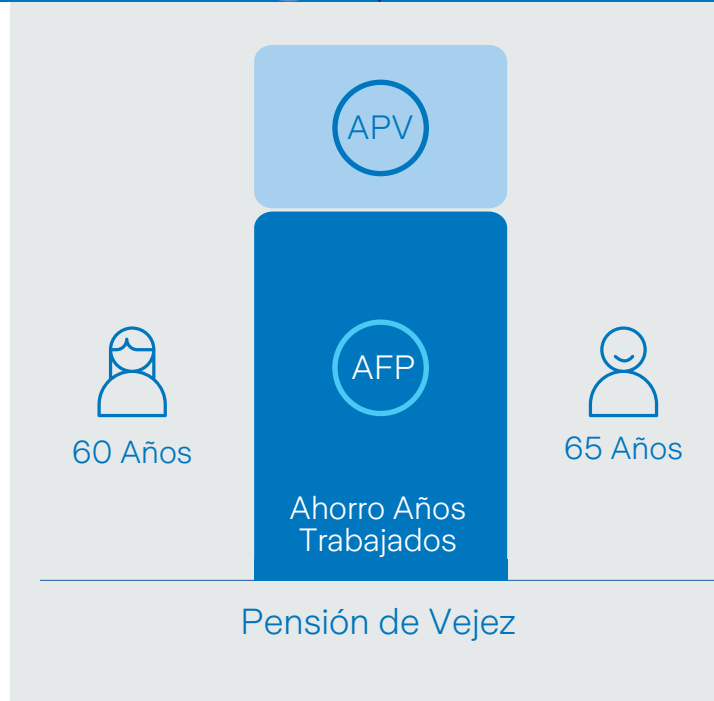 APV
AFP
60 Años
65 Años
Ahorro Años
Trabajados
Pensión de Vejez